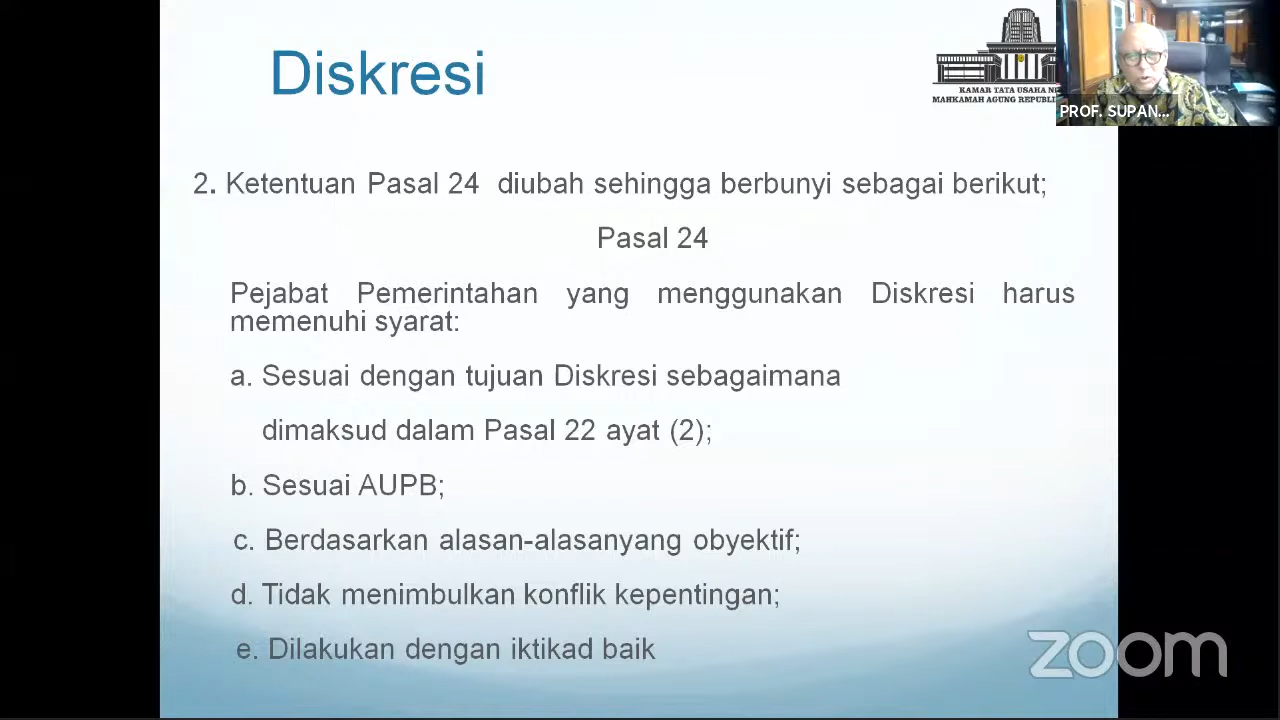 Diskresi
KAMAR TATA USAHA
MAHKAMAH AGUNG
PROF. SUPAN...
2. Ketentuan Pasal 24 diubah sehingga berbunyi sebagai berikut;
Pasal 24
Pejabat Pemerintahan yang menggunakan Diskresi harus
memenuhi syarat:
a. Sesuai dengan tujuan Diskresi sebagaimana
dimaksud dalam Pasal 22 ayat (2);
b. Sesuai AUPB;
c. Berdasarkan alasan-alasanyang obyektif;
d. Tidak menimbulkan konflik kepentingan;
e. Dilakukan dengan iktikad baik
zoom